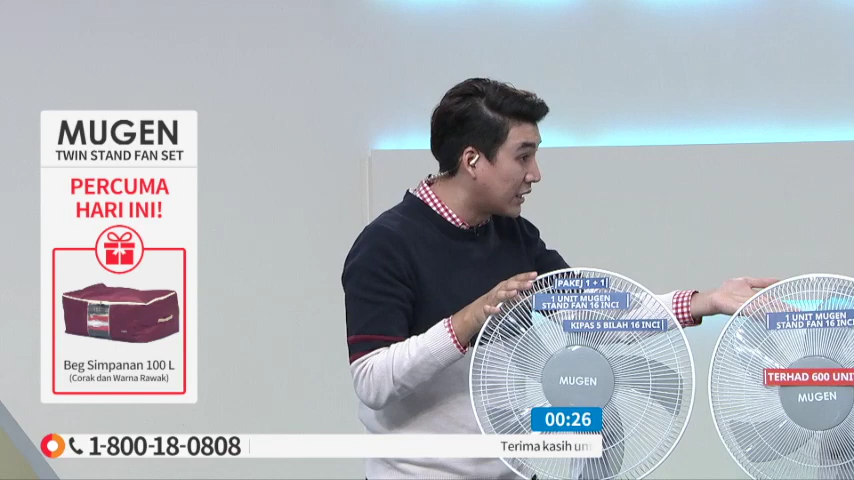 MUGEN
TWIN STAND FAN SET
PERCUMA
HARI INI!
Beg Simpanan 100 L
(Corak dan Warna Rawak)
PAKEJ 1 + 1
1 UNIT MUGEN
STAND FAN 16 INCI
KIPAS 5 BILAH 16 INCI
MUGEN
1 UNIT MUGEN
STAND FAN 16 INCI
TERHAD 600 UNI
MUGEN
00:26
1-800-18-0808
Terima kasih un